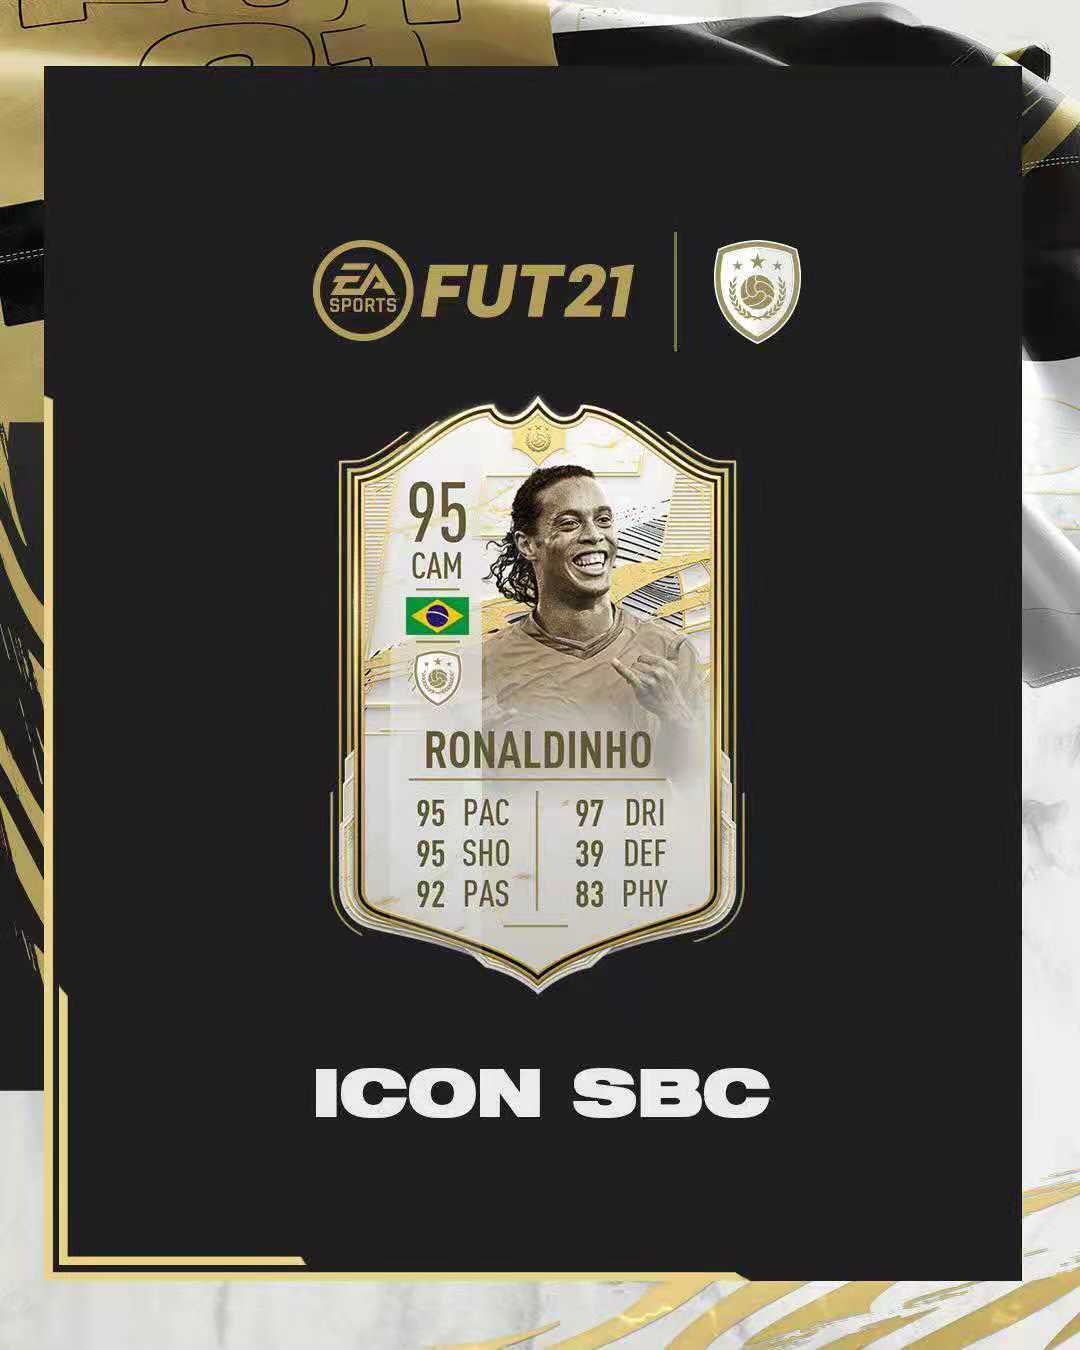 EA
SPORTS
FUT21
95
CAM
RONALDINHO
95 PAC 97 DRI
95 SHO 39 DEF
92 PAS 83 PHY
ICON SBC